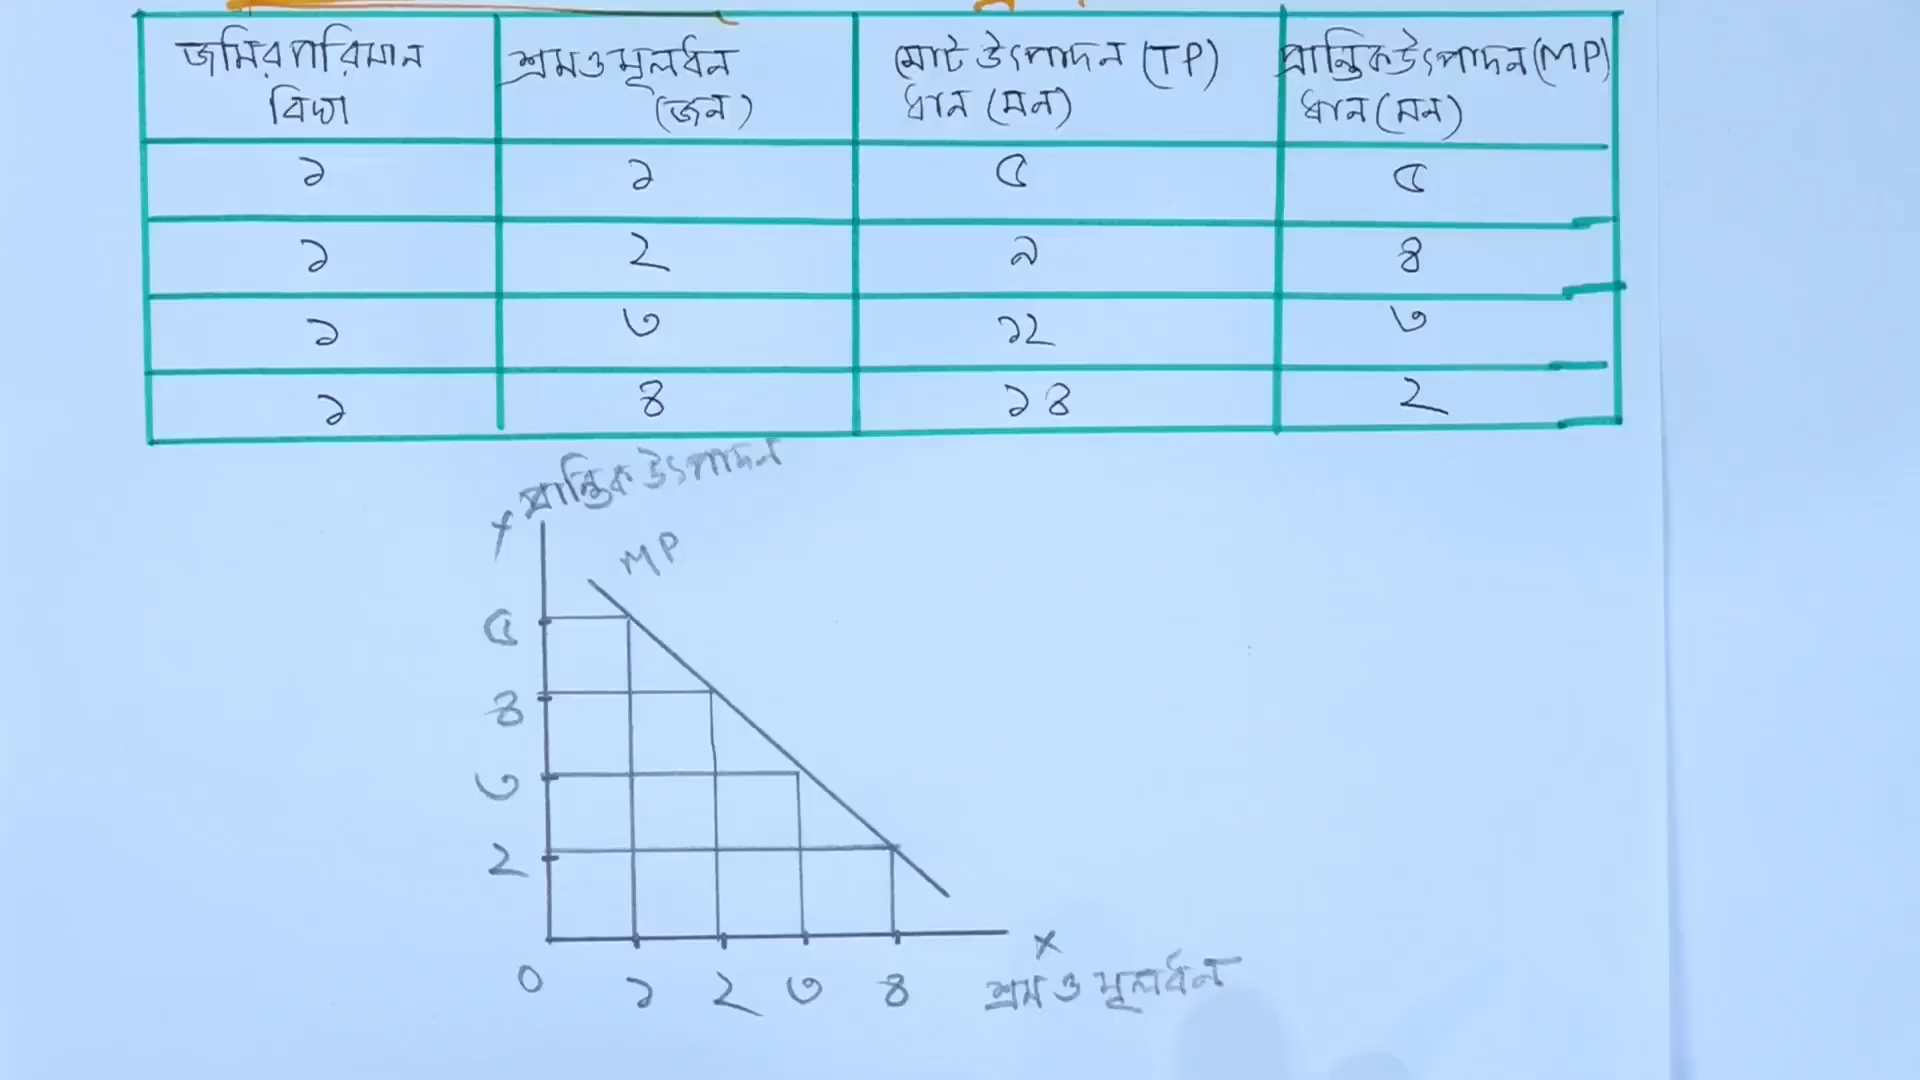 জমির পরিমান
বিঘা
শ্রম ও মূলধন
(জন)
মোট উৎপাদন (TP)
ধান (মন)
প্রান্তিক উৎপাদন (MP)
ধান (মন)
১ ১ ৫ ৫
১ ২ ৯ ৪
১ ৩ ১২ ৩
১ ৪ ১৪ ২
প্রান্তিক উৎপাদন
Y
MP
৫
৪
৩
২
X
০ ১ ২ ৩ ৪
শ্রম ও মূলধন